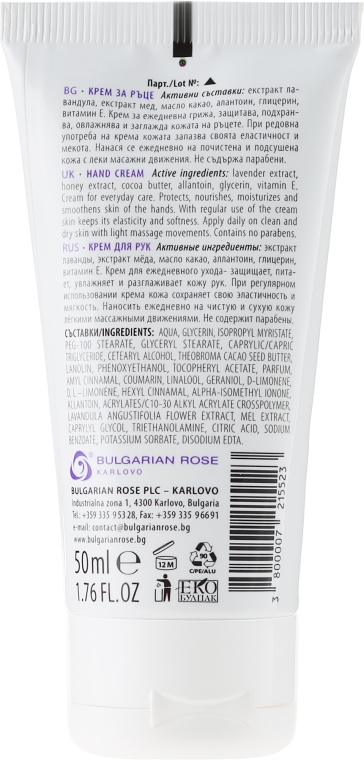 Парт./Lot №: ▲
BG • КРЕМ ЗА РЪЦЕ Активни съставки: екстракт ла-
вандула, екстракт мед, масло какао, алантоин, глицерин,
витамин Е. Крем за ежедневна грижа, защитава, подхран-
ва, овлажнява и заглажда кожата на ръцете. При редовна
употреба на крема кожата запазва своята еластичност и
мекота. Нанася се ежедневно на почистена и подсушена
кожа с леки масажни движения. Не съдържа парабени.
UK • HAND CREAM Active ingredients: lavender extract,
honey extract, cocoa butter, allantoin, glycerin, vitamin E.
Cream for everyday care. Protects, nourishes, moisturizes and
smoothens skin of the hands. With regular use of the cream
skin keeps its elasticity and softness. Apply daily on clean and
dry skin with light massage movements. Contains no parabens.
RUS • КРЕМ ДЛЯ РУК Активные ингредиенты: экстракт
лаванды, экстракт мёда, масло какао, аллантоин, глицерин,
витамин Е. Крем для ежедневного ухода- защищает, питa-
ет, увлажняет и разглаживает кожу рук. При регулярном
использовании крема кожа сохраняет свою эластичность и
мягкость. Наносить ежедневно на чистую и сухую кожу
лёгкими массажными движениями. Не содержит парабены.
СЪСТАВКИ/INGREDIENTS: AQUA, GLYCERIN, ISOPROPYL MYRISTATE,
PEG-100 STEARATE, GLYCERYL STEARATE, CAPRYLIC/CAPRIC
TRIGLYCERIDE, CETEARYL ALCOHOL, THEOBROMA CACAO SEED BUTTER,
LANOLIN, PHENOXYETHANOL, TOCOPHERYL ACETATE, PARFUM,
AMYL CINNAMAL, COUMARIN, LINALOOL, GERANIOL, D-LIMONENE,
D, L-LIMONENE, HEXYL CINNAMAL, ALPHA-ISOMETHYL IONONE,
ALLANTOIN, ACRYLATES/C10-30 ALKYL ACRYLATE CROSSPOLYMER,
LAVANDULA ANGUSTIFOLIA FLOWER EXTRACT, MEL EXTRACT,
CAPRYLYL GLYCOL, TRIETHANOLAMINE, CITRIC ACID, SODIUM
BENZOATE, POTASSIUM SORBATE, DISODIUM EDTA.
BULGARIAN ROSE
KARLOVO
BULGARIAN ROSE PLC – KARLOVO
Industrialna zona 1, 4300 Karlovo, Bulgaria
Tel: +359 335 95328, Fax: +359 335 96691
e-mail: contact@bulgarianrose.bg
www.bulgarianrose.bg
50ml e
1.76 FL.OZ
12 M
90
C/PE/ALU
ЕКО
БУЛПАК
3 800007 215523